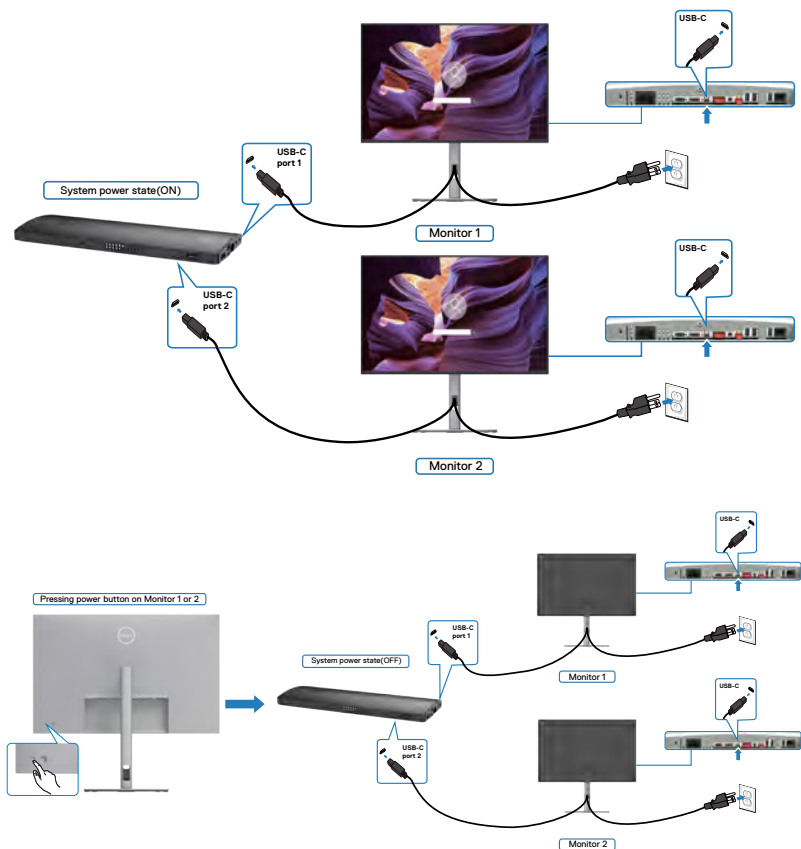 USB-C
USB-C
port 1
System power state(ON)
Monitor 1
USB-C
USB-C
port 2
Monitor 2
USB-C
Pressing power button on Monitor 1 or 2
DELL
USB-C
port 1
System power state(OFF)
Monitor 1
USB-C
USB-C
port 2
Monitor 2